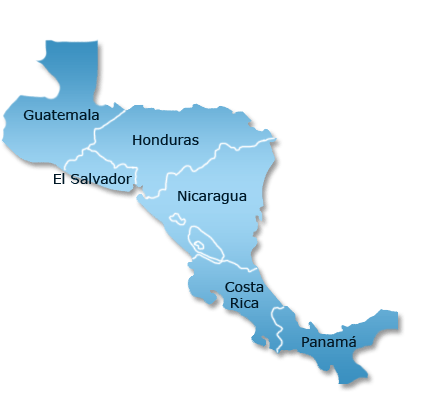 Guatemala
Honduras
El Salvador
Nicaragua
Costa
Rica
Panamá